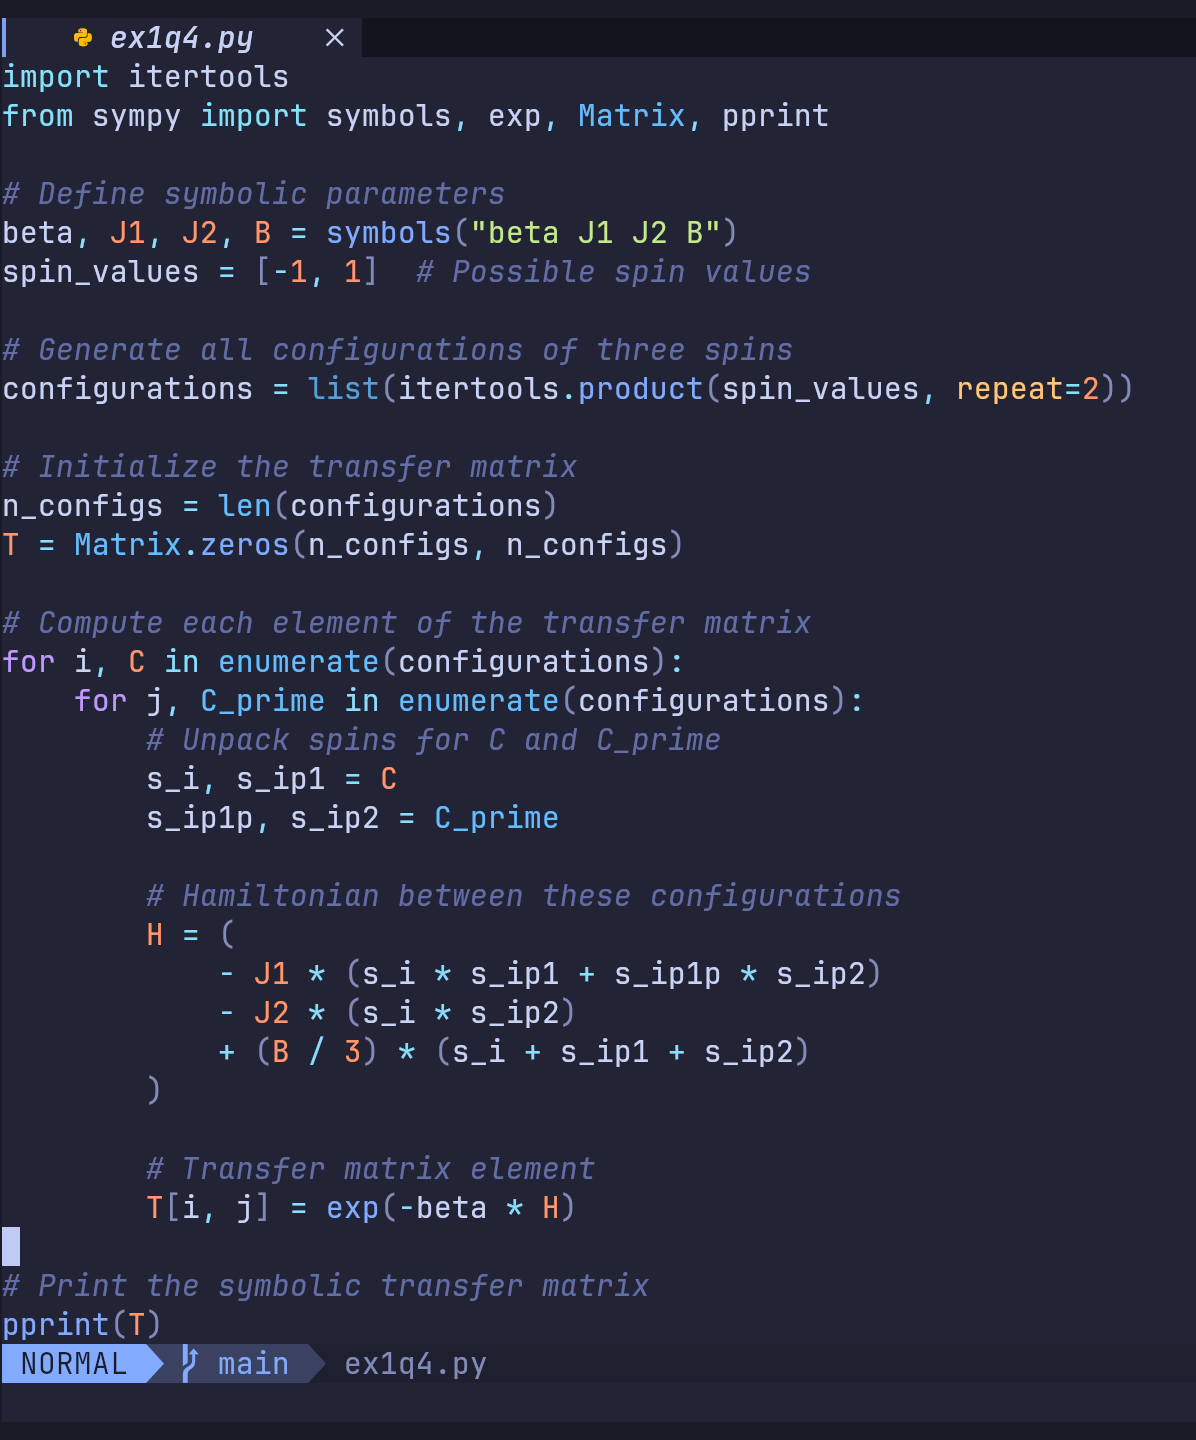 ex1q4.py
import itertools
from sympy import symbols, exp, Matrix, pprint

# Define symbolic parameters
beta, J1, J2, B = symbols("beta J1 J2 B")
spin_values = [-1, 1]  # Possible spin values

# Generate all configurations of three spins
configurations = list(itertools.product(spin_values, repeat=2))

# Initialize the transfer matrix
n_configs = len(configurations)
T = Matrix.zeros(n_configs, n_configs)

# Compute each element of the transfer matrix
for i, C in enumerate(configurations):
    for j, C_prime in enumerate(configurations):
        # Unpack spins for C and C_prime
        s_i, s_ip1 = C
        s_ip1p, s_ip2 = C_prime

        # Hamiltonian between these configurations
        H = (
            - J1 * (s_i * s_ip1 + s_ip1p * s_ip2)
            - J2 * (s_i * s_ip2)
            + (B / 3) * (s_i + s_ip1 + s_ip2)
        )

        # Transfer matrix element
        T[i, j] = exp(-beta * H)

# Print the symbolic transfer matrix
pprint(T)
NORMAL main ex1q4.py